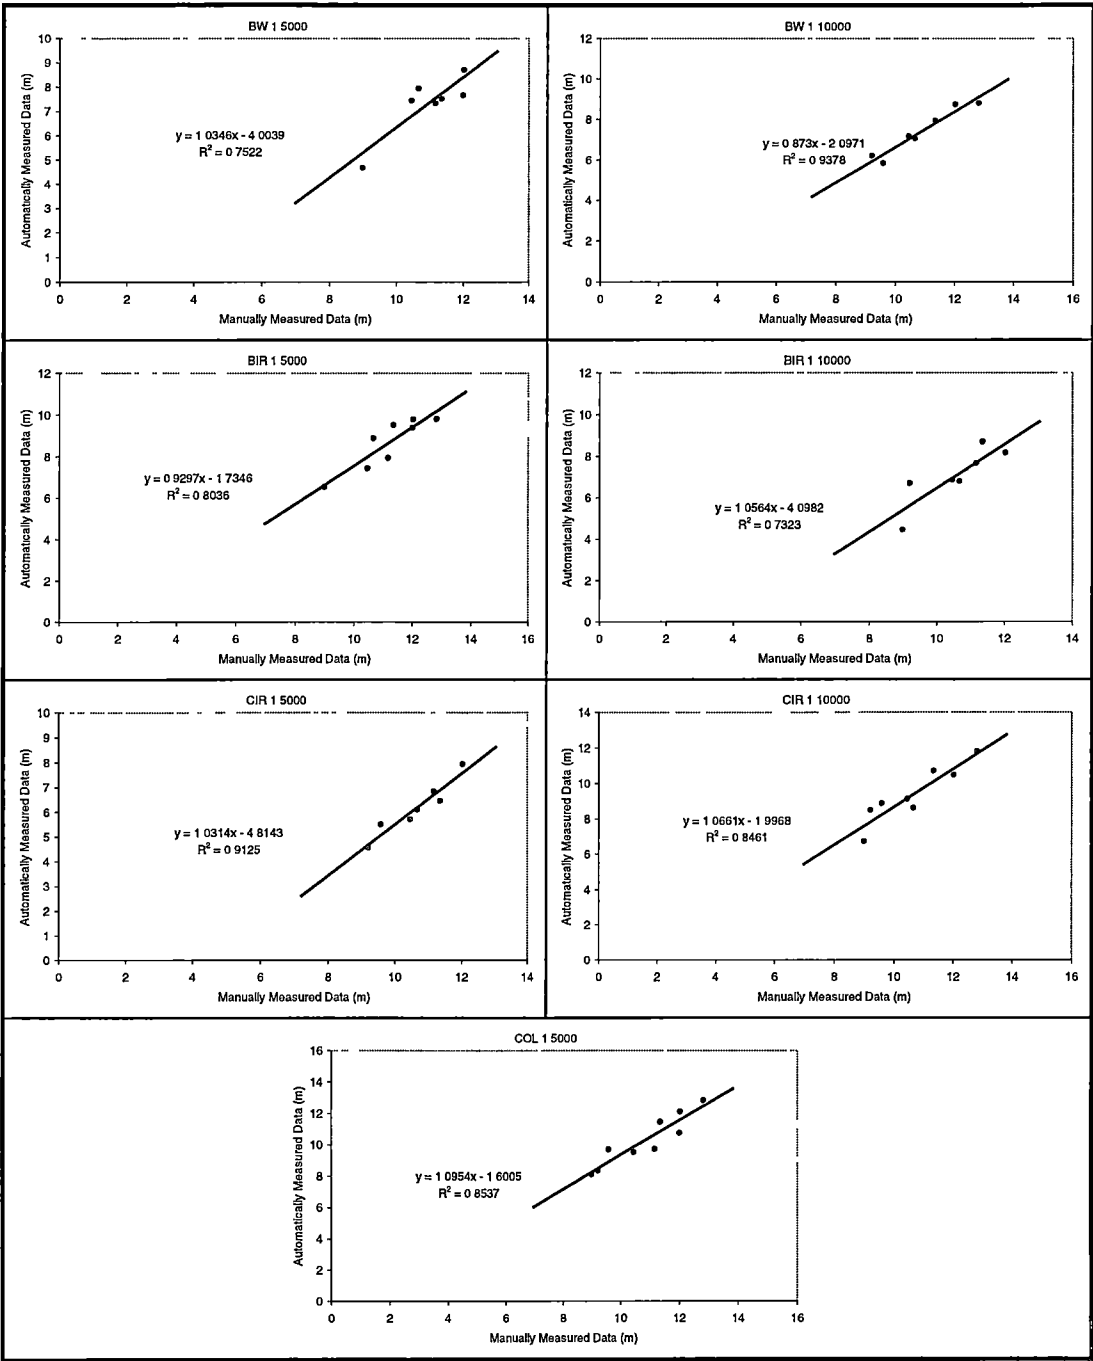 BW 1 5000
10
9
8
7
6
5
4
3
2
1
0
Automatically Measured Data (m)
y = 1 0346x - 4 0039
R² = 0 7522
0 2 4 6 8 10 12 14
Manually Measured Data (m)
BW 1 10000
12
10
8
6
4
2
0
Automatically Measured Data (m)
y = 0 873x - 2 0971
R² = 0 9378
0 2 4 6 8 10 12 14 16
Manually Measured Data (m)
BIR 1 5000
12
10
8
6
4
2
0
Automatically Measured Data (m)
y = 0 9297x - 1 7346
R² = 0 8036
0 2 4 6 8 10 12 14 16
Manually Measured Data (m)
BIR 1 10000
12
10
8
6
4
2
0
Automatically Measured Data (m)
y = 1 0564x - 4 0982
R² = 0 7323
0 2 4 6 8 10 12 14
Manually Measured Data (m)
CIR 1 5000
10
9
8
7
6
5
4
3
2
1
0
Automatically Measured Data (m)
y = 1 0314x - 4 8143
R² = 0 9125
0 2 4 6 8 10 12 14
Manually Measured Data (m)
CIR 1 10000
14
12
10
8
6
4
2
0
Automatically Measured Data (m)
y = 1 0661x - 1 9968
R² = 0 8461
0 2 4 6 8 10 12 14 16
Manually Measured Data (m)
COL 1 5000
16
14
12
10
8
6
4
2
0
Automatically Measured Data (m)
y = 1 0954x - 1 6005
R² = 0 8537
0 2 4 6 8 10 12 14 16
Manually Measured Data (m)